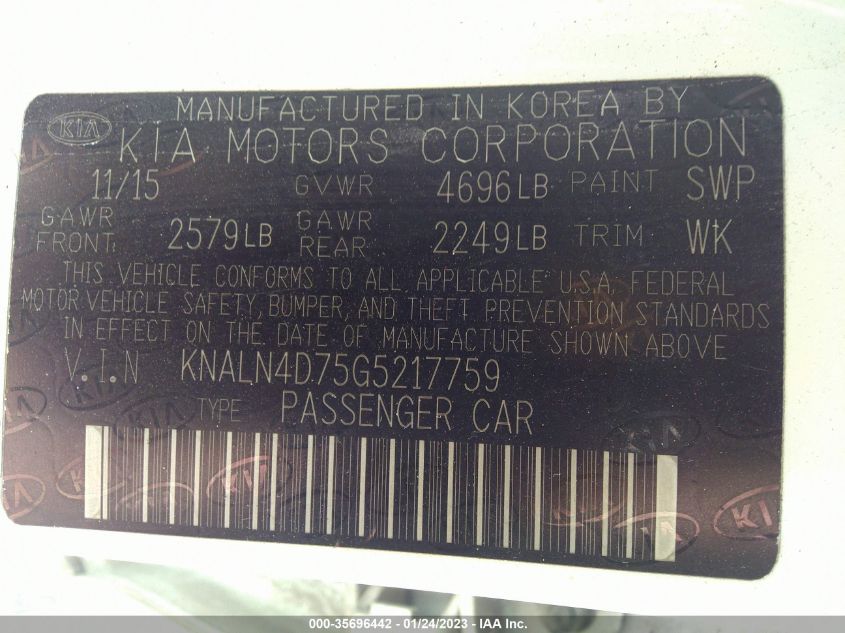 MANUFACTURED IN KOREA BY
KIA KIA MOTORS CORPORATION
11/15 GVWR 4696LB PAINT SWP
GAWR FRONT 2579LB GAWR REAR 2249LB TRIM WK
THIS VEHICLE CONFORMS TO ALL APPLICABLE U.S.A. FEDERAL
MOTOR VEHICLE SAFETY, BUMPER, AND THEFT PREVENTION STANDARDS
IN EFFECT ON THE DATE OF MANUFACTURE SHOWN ABOVE
V.I.N KNALN4D75G5217759
TYPE PASSENGER CAR
KIA
000-35696442 - 01/24/2023 - IAA Inc.